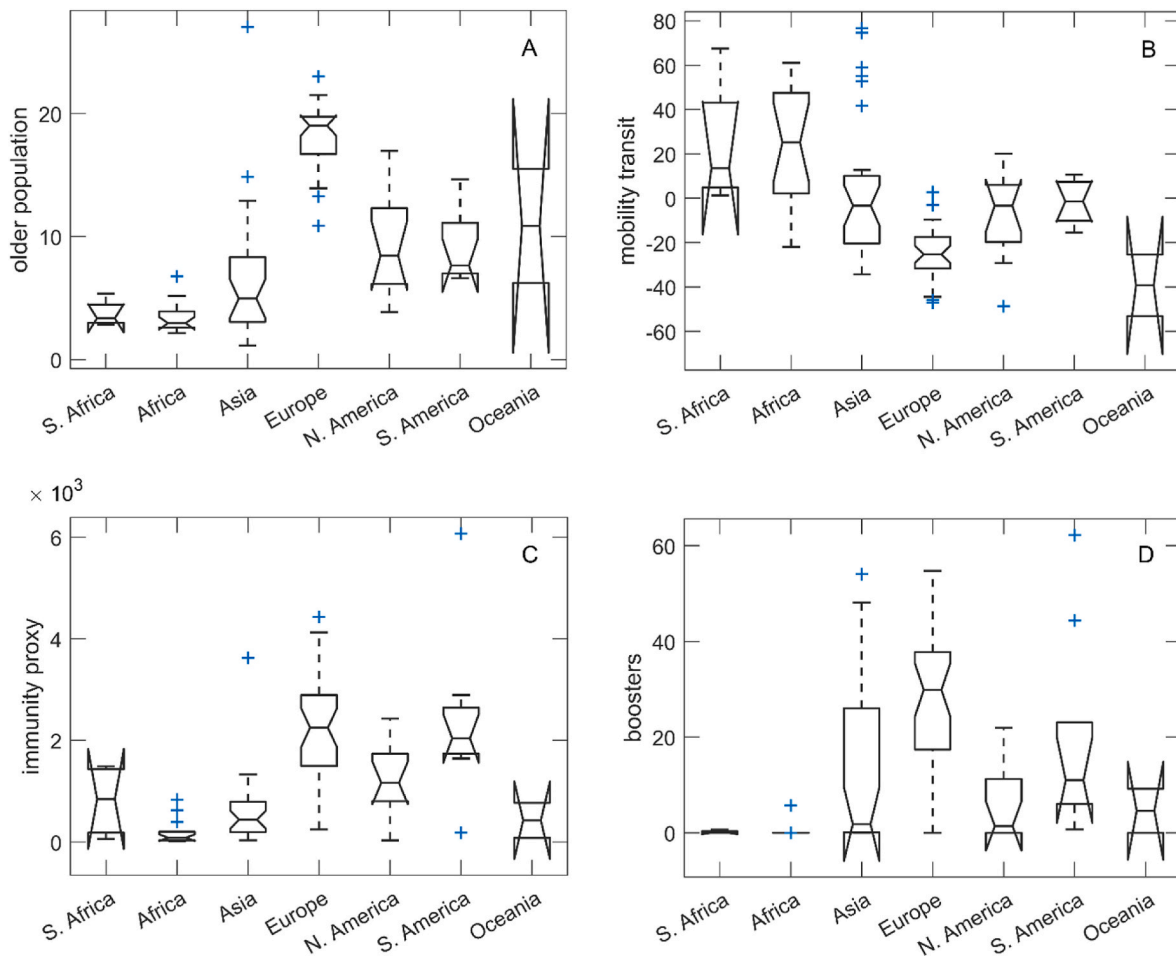 A
older population
20
10
0
S. Africa
Africa
Asia
Europe
N. America
S. America
Oceania
B
mobility transit
80
60
40
20
0
-20
-40
-60
S. Africa
Africa
Asia
Europe
N. America
S. America
Oceania
× 10³
C
immunity proxy
6
4
2
0
S. Africa
Africa
Asia
Europe
N. America
S. America
Oceania
D
boosters
60
40
20
0
S. Africa
Africa
Asia
Europe
N. America
S. America
Oceania